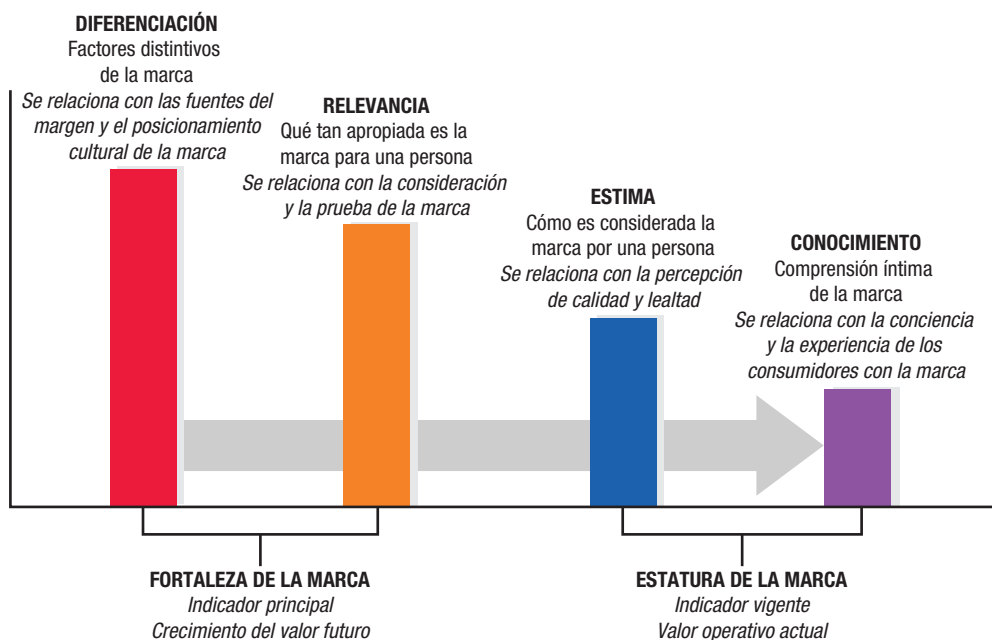 DIFERENCIACIÓN
Factores distintivos
de la marca
Se relaciona con las fuentes del
margen y el posicionamiento
cultural de la marca
RELEVANCIA
Qué tan apropiada es la
marca para una persona
Se relaciona con la consideración
y la prueba de la marca
ESTIMA
Cómo es considerada la
marca por una persona
Se relaciona con la percepción
de calidad y lealtad
CONOCIMIENTO
Comprensión íntima
de la marca
Se relaciona con la conciencia
y la experiencia de los
consumidores con la marca
FORTALEZA DE LA MARCA
Indicador principal
Crecimiento del valor futuro
ESTATURA DE LA MARCA
Indicador vigente
Valor operativo actual